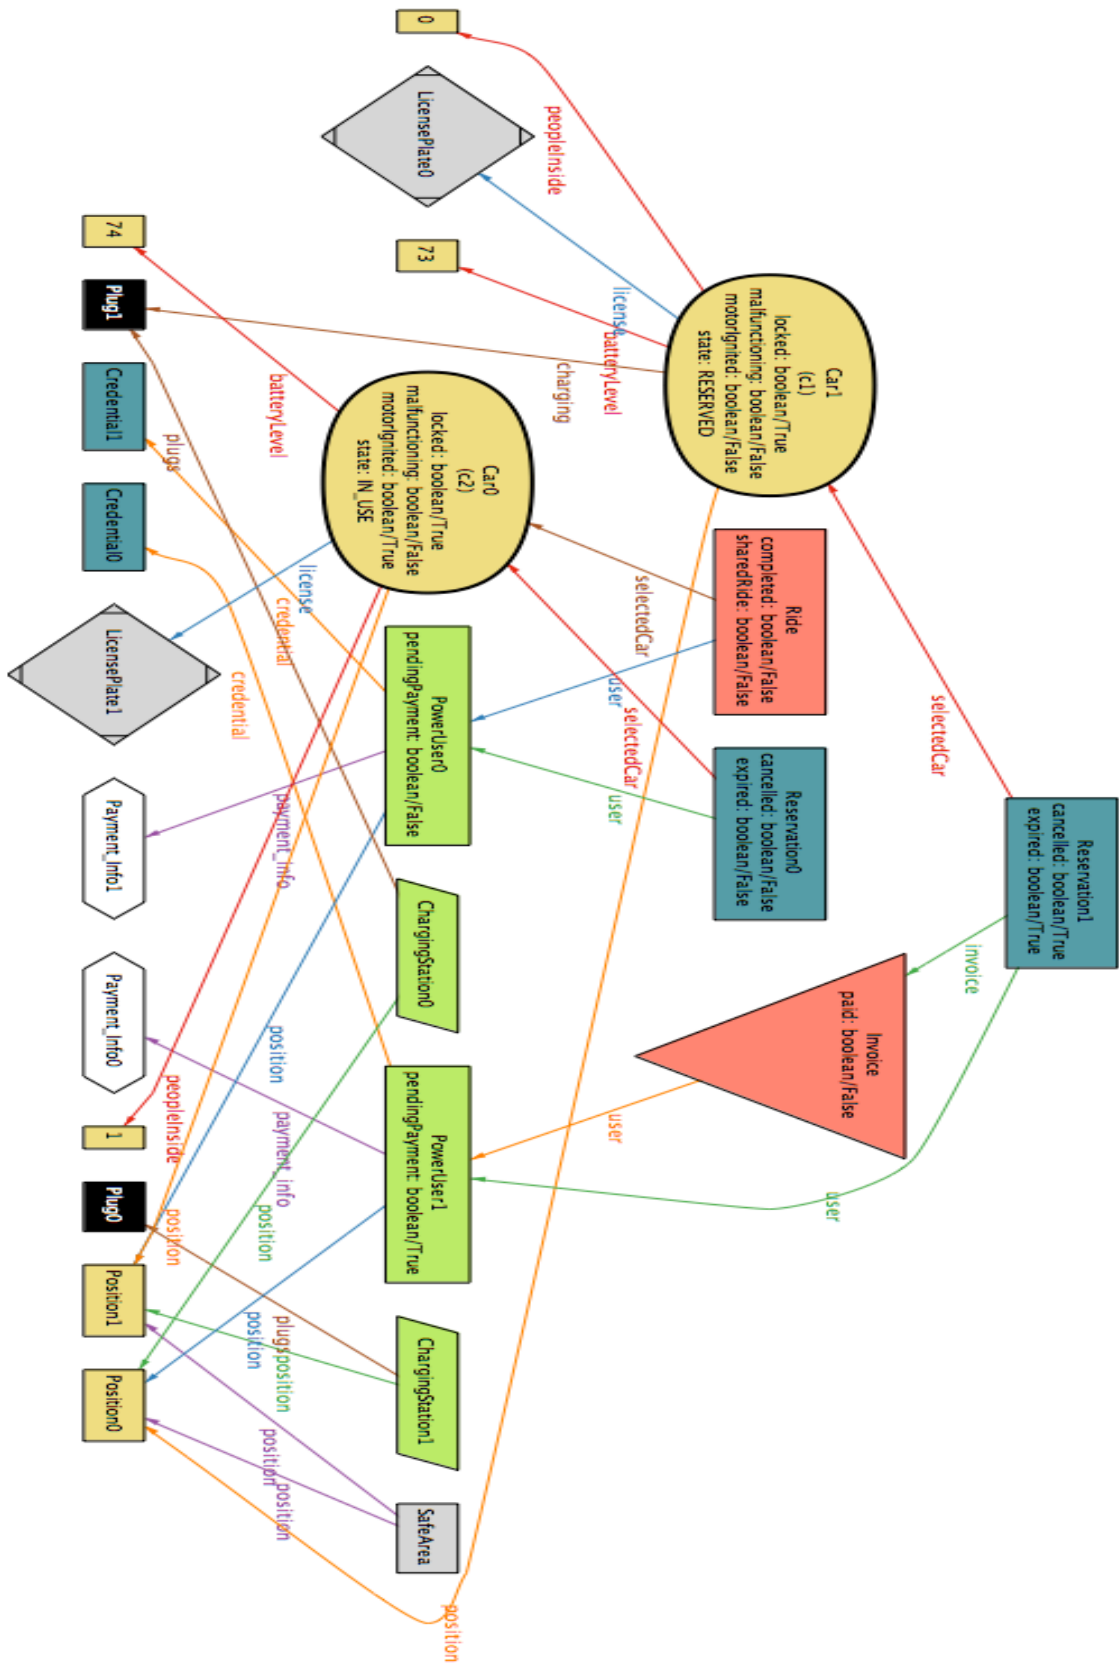 Reservation1
cancelled: boolean/True
expired: boolean/True
selectedCar
invoice
user
Car1
(c1)
locked: boolean/True
malfunctioning: boolean/False
motorIgnited: boolean/False
state: RESERVED
Ride
completed: boolean/False
sharedRide: boolean/False
Reservation0
cancelled: boolean/False
expired: boolean/False
Invoice
paid: boolean/False
peopleInside
license
batteryLevel
charging
selectedCar
user
selectedCar
user
user
position
0
LicensePlate0
73
Car0
(c2)
locked: boolean/True
malfunctioning: boolean/False
motorIgnited: boolean/True
state: IN_USE
PowerUser0
pendingPayment: boolean/False
ChargingStation0
PowerUser1
pendingPayment: boolean/True
ChargingStation1
SafeArea
batteryLevel
plugs
license
credential
credential
payment_info
position
payment_info
peopleInside
position
position
position
plugs
position
position
position
74
Plug1
Credential1
Credential0
LicensePlate1
Payment_Info1
Payment_Info0
1
Plug0
Position1
Position0